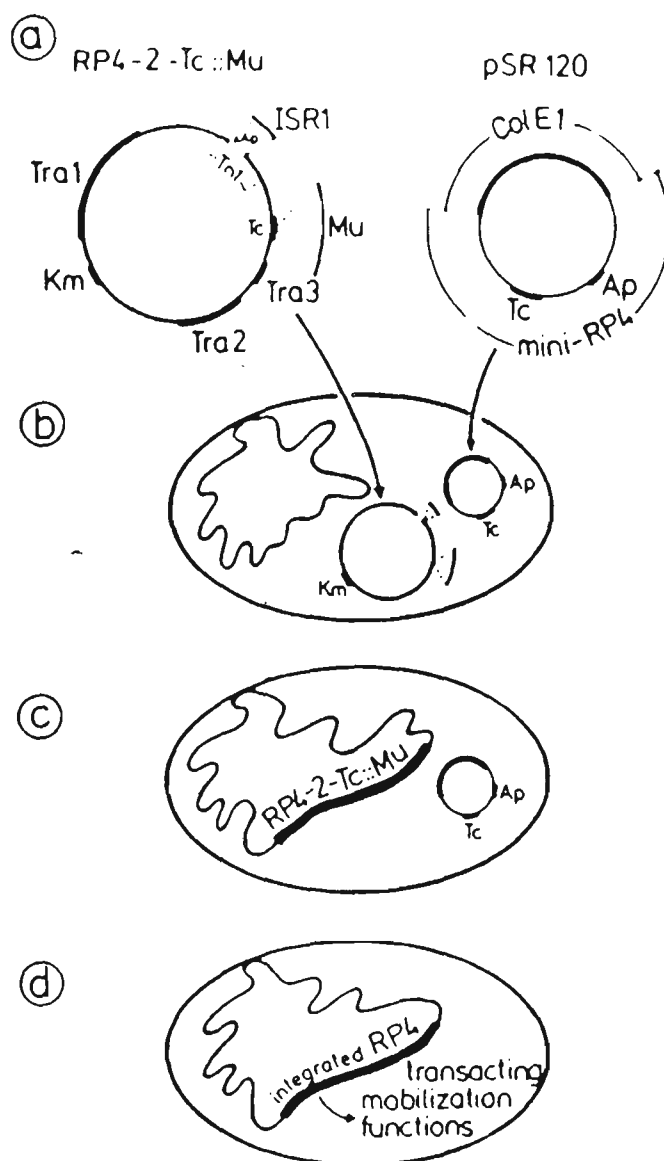 a
RP4-2-Tc::Mu
pSR 120
ISR1
ColE1
Tra1
Tc
Mu
Km
Tra3
Tra2
Tc
Ap
mini-RP4
b
Ap
Tc
Km
c
RP4-2-Tc::Mu
Ap
Tc
d
integrated RP4
transacting
mobilization
functions